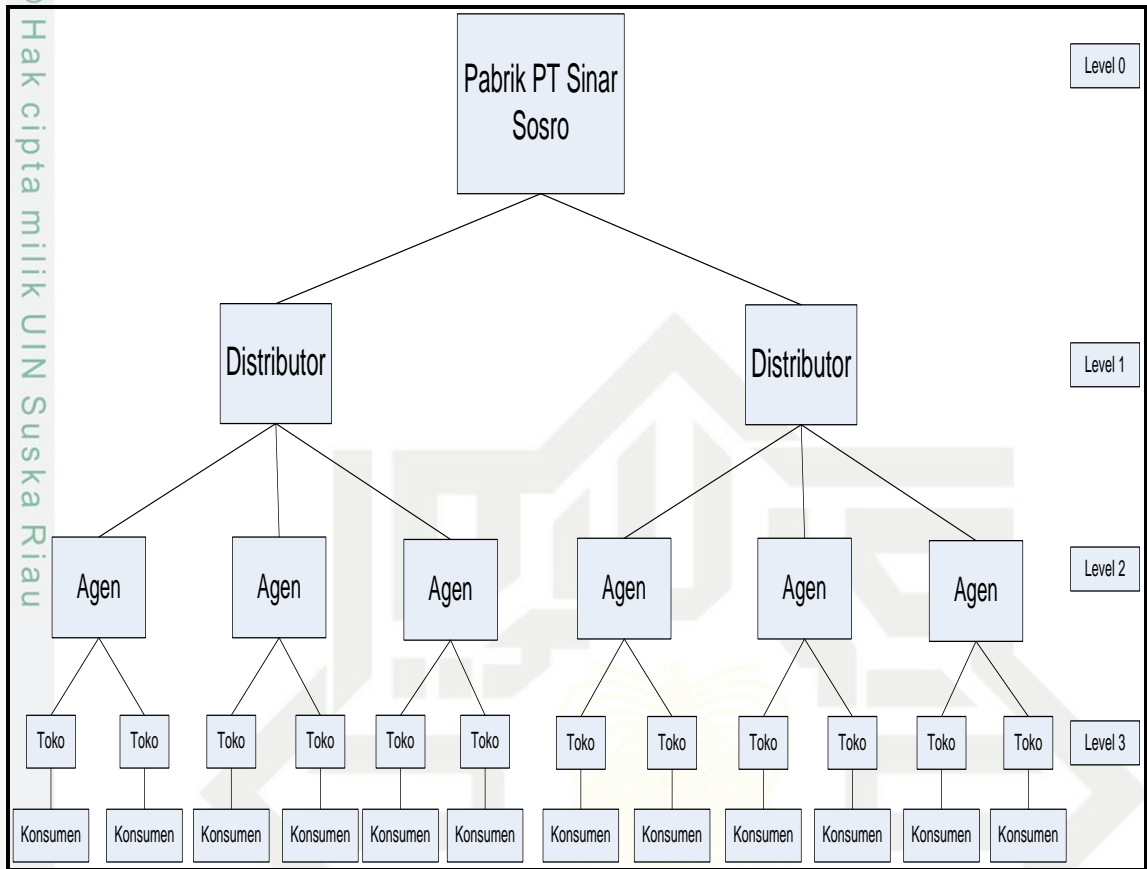 © Hak cipta milik UIN Suska Riau
Pabrik PT Sinar
Sosro
Level 0
Distributor
Distributor
Level 1
Agen
Agen
Agen
Agen
Agen
Agen
Level 2
Toko
Toko
Toko
Toko
Toko
Toko
Toko
Toko
Toko
Toko
Toko
Toko
Level 3
Konsumen
Konsumen
Konsumen
Konsumen
Konsumen
Konsumen
Konsumen
Konsumen
Konsumen
Konsumen
Konsumen
Konsumen